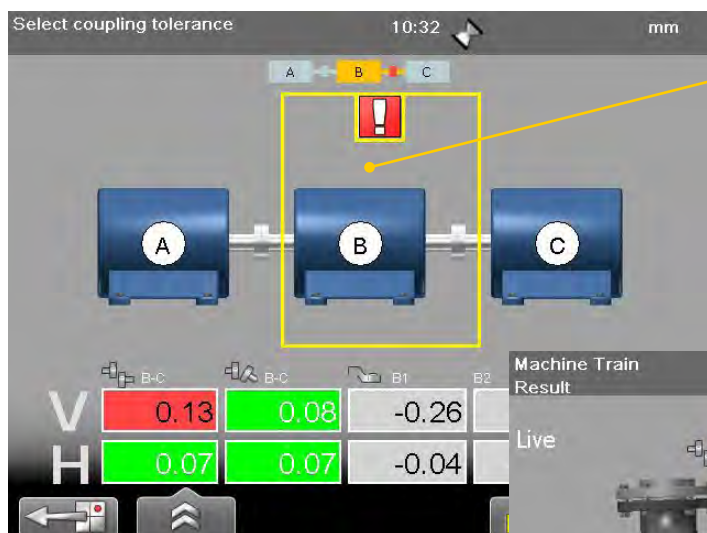 Select coupling tolerance 10:32 mm
A B C
!
A B C
B-C B-C B1 B2
V 0.13 0.08 -0.26
H 0.07 0.07 -0.04
Machine Train
Result
Live